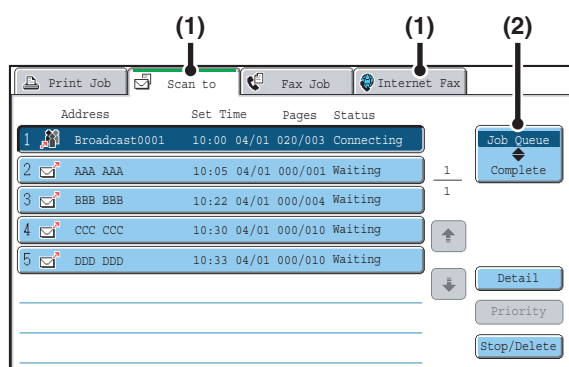 (1) (1) (2)
Print Job Scan to Fax Job Internet Fax
Address Set Time Pages Status
1 Broadcast0001 10:00 04/01 020/003 Connecting
Job Queue
Complete
2 AAA AAA 10:05 04/01 000/001 Waiting
1
1
3 BBB BBB 10:22 04/01 000/004 Waiting
4 CCC CCC 10:30 04/01 000/010 Waiting
5 DDD DDD 10:33 04/01 000/010 Waiting
Detail
Priority
Stop/Delete